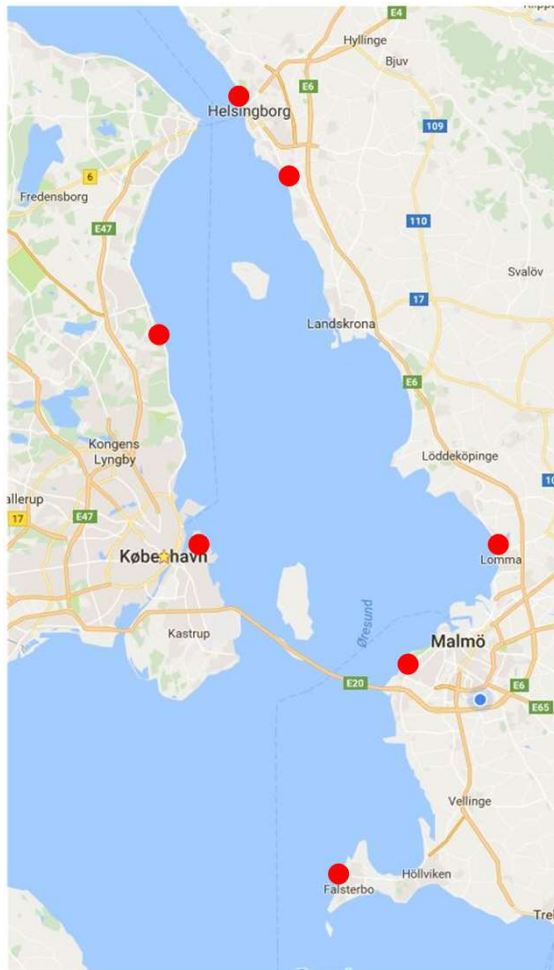 E4
Hyllinge
Bjuv
E6
Helsingborg
109
6
Fredensborg
110
E47
Svalöv
17
Landskrona
E6
Kongens
Lyngby
Löddeköpinge
allerup
17
E47
København
Lomma
Øresund
Kastrup
Malmö
E20
E6
E65
Vellinge
Höllviken
Falsterbo
Trel